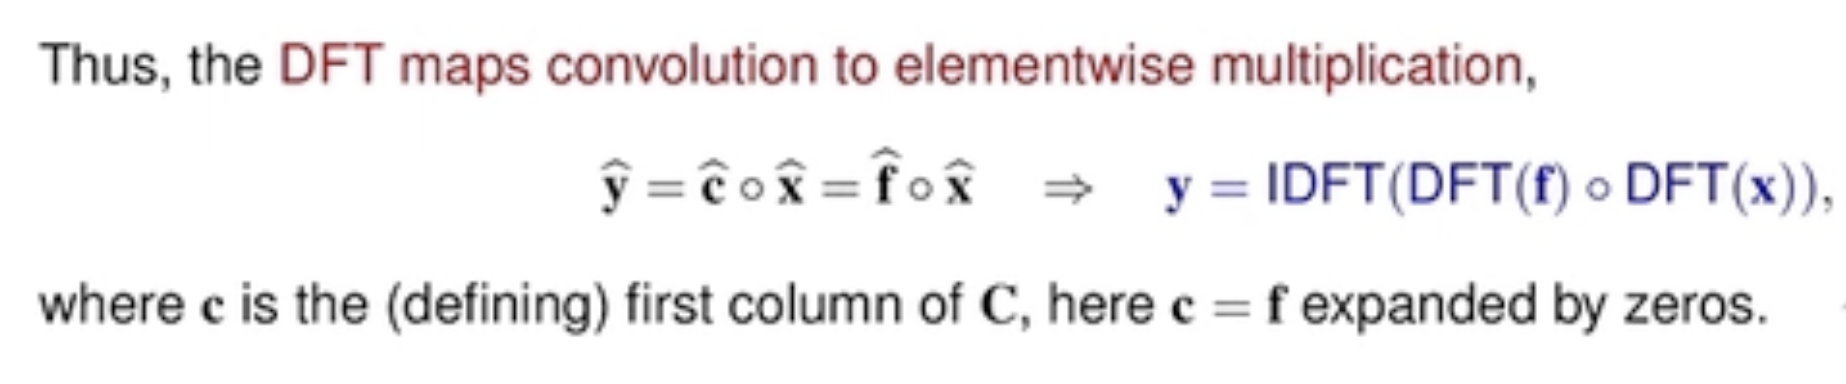 Thus, the DFT maps convolution to elementwise multiplication,
ŷ = ĉ ∘ x̂ = f̂ ∘ x̂ ⇒ y = IDFT(DFT(f) ∘ DFT(x)),
where c is the (defining) first column of C, here c = f expanded by zeros.